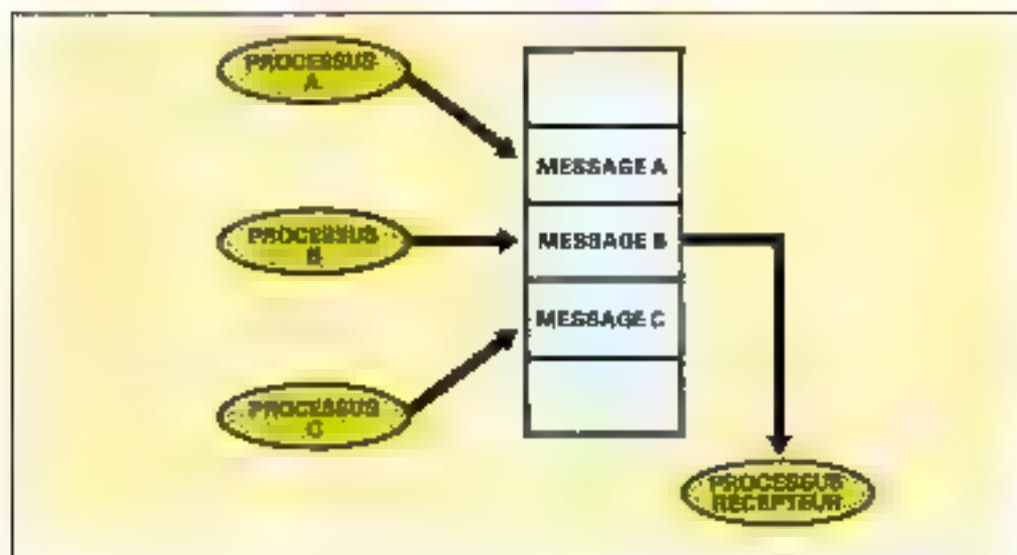 PROCESSUS
A
MESSAGE A
PROCESSUS
B
MESSAGE B
MESSAGE C
PROCESSUS
C
PROCESSUS
RECEPTEUR